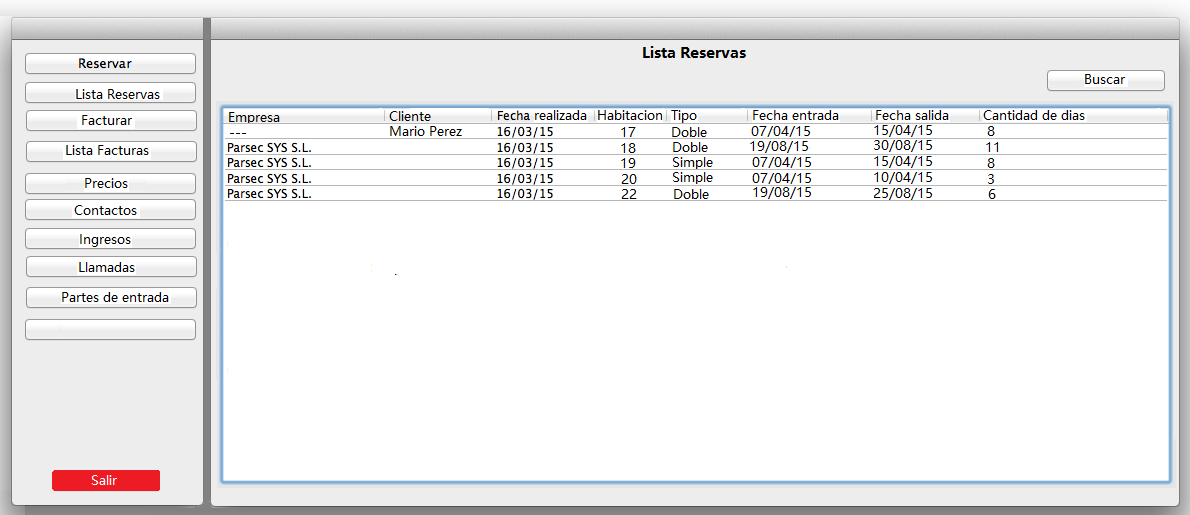 Reservar
Lista Reservas
Facturar
Lista Facturas
Precios
Contactos
Ingresos
Llamadas
Partes de entrada
Salir
Lista Reservas
Buscar
Empresa Cliente Fecha realizada Habitacion Tipo Fecha entrada Fecha salida Cantidad de dias
--- Mario Perez 16/03/15 17 Doble 07/04/15 15/04/15 8
Parsec SYS S.L. 16/03/15 18 Doble 19/08/15 30/08/15 11
Parsec SYS S.L. 16/03/15 19 Simple 07/04/15 15/04/15 8
Parsec SYS S.L. 16/03/15 20 Simple 07/04/15 10/04/15 3
Parsec SYS S.L. 16/03/15 22 Doble 19/08/15 25/08/15 6